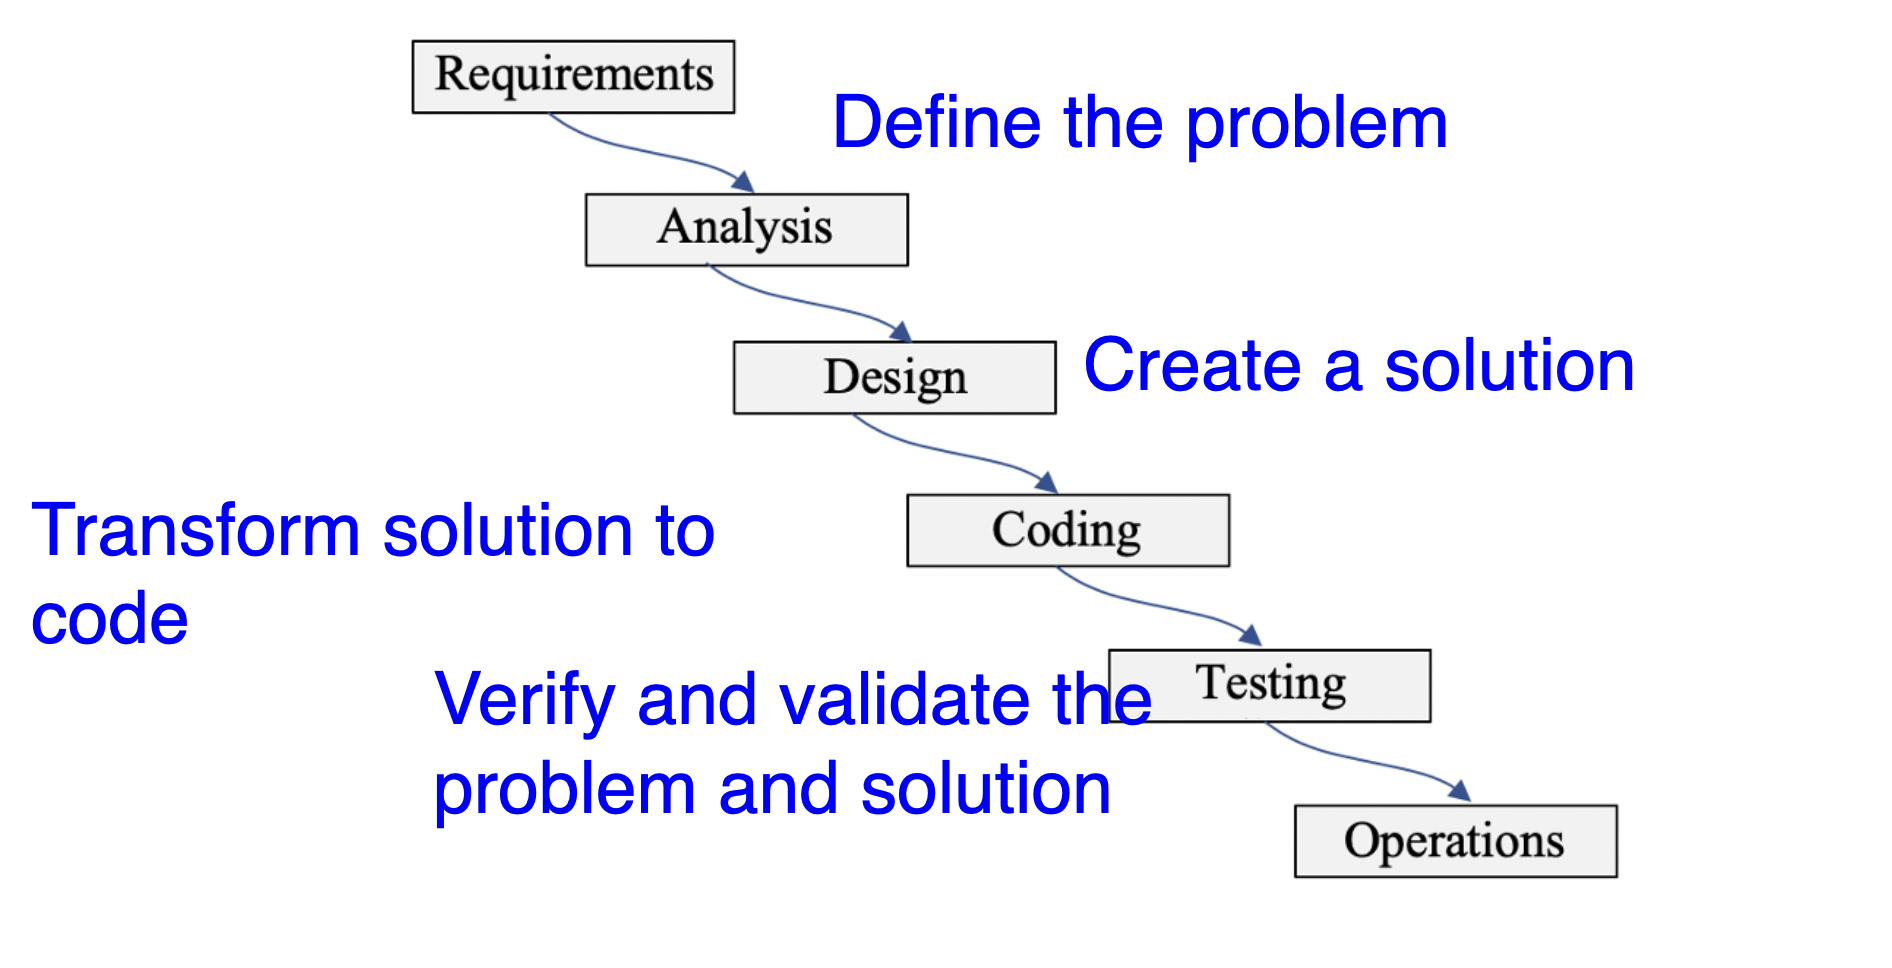 Requirements
Define the problem
Analysis
Design
Create a solution
Transform solution to
code
Coding
Verify and validate the
problem and solution
Testing
Operations